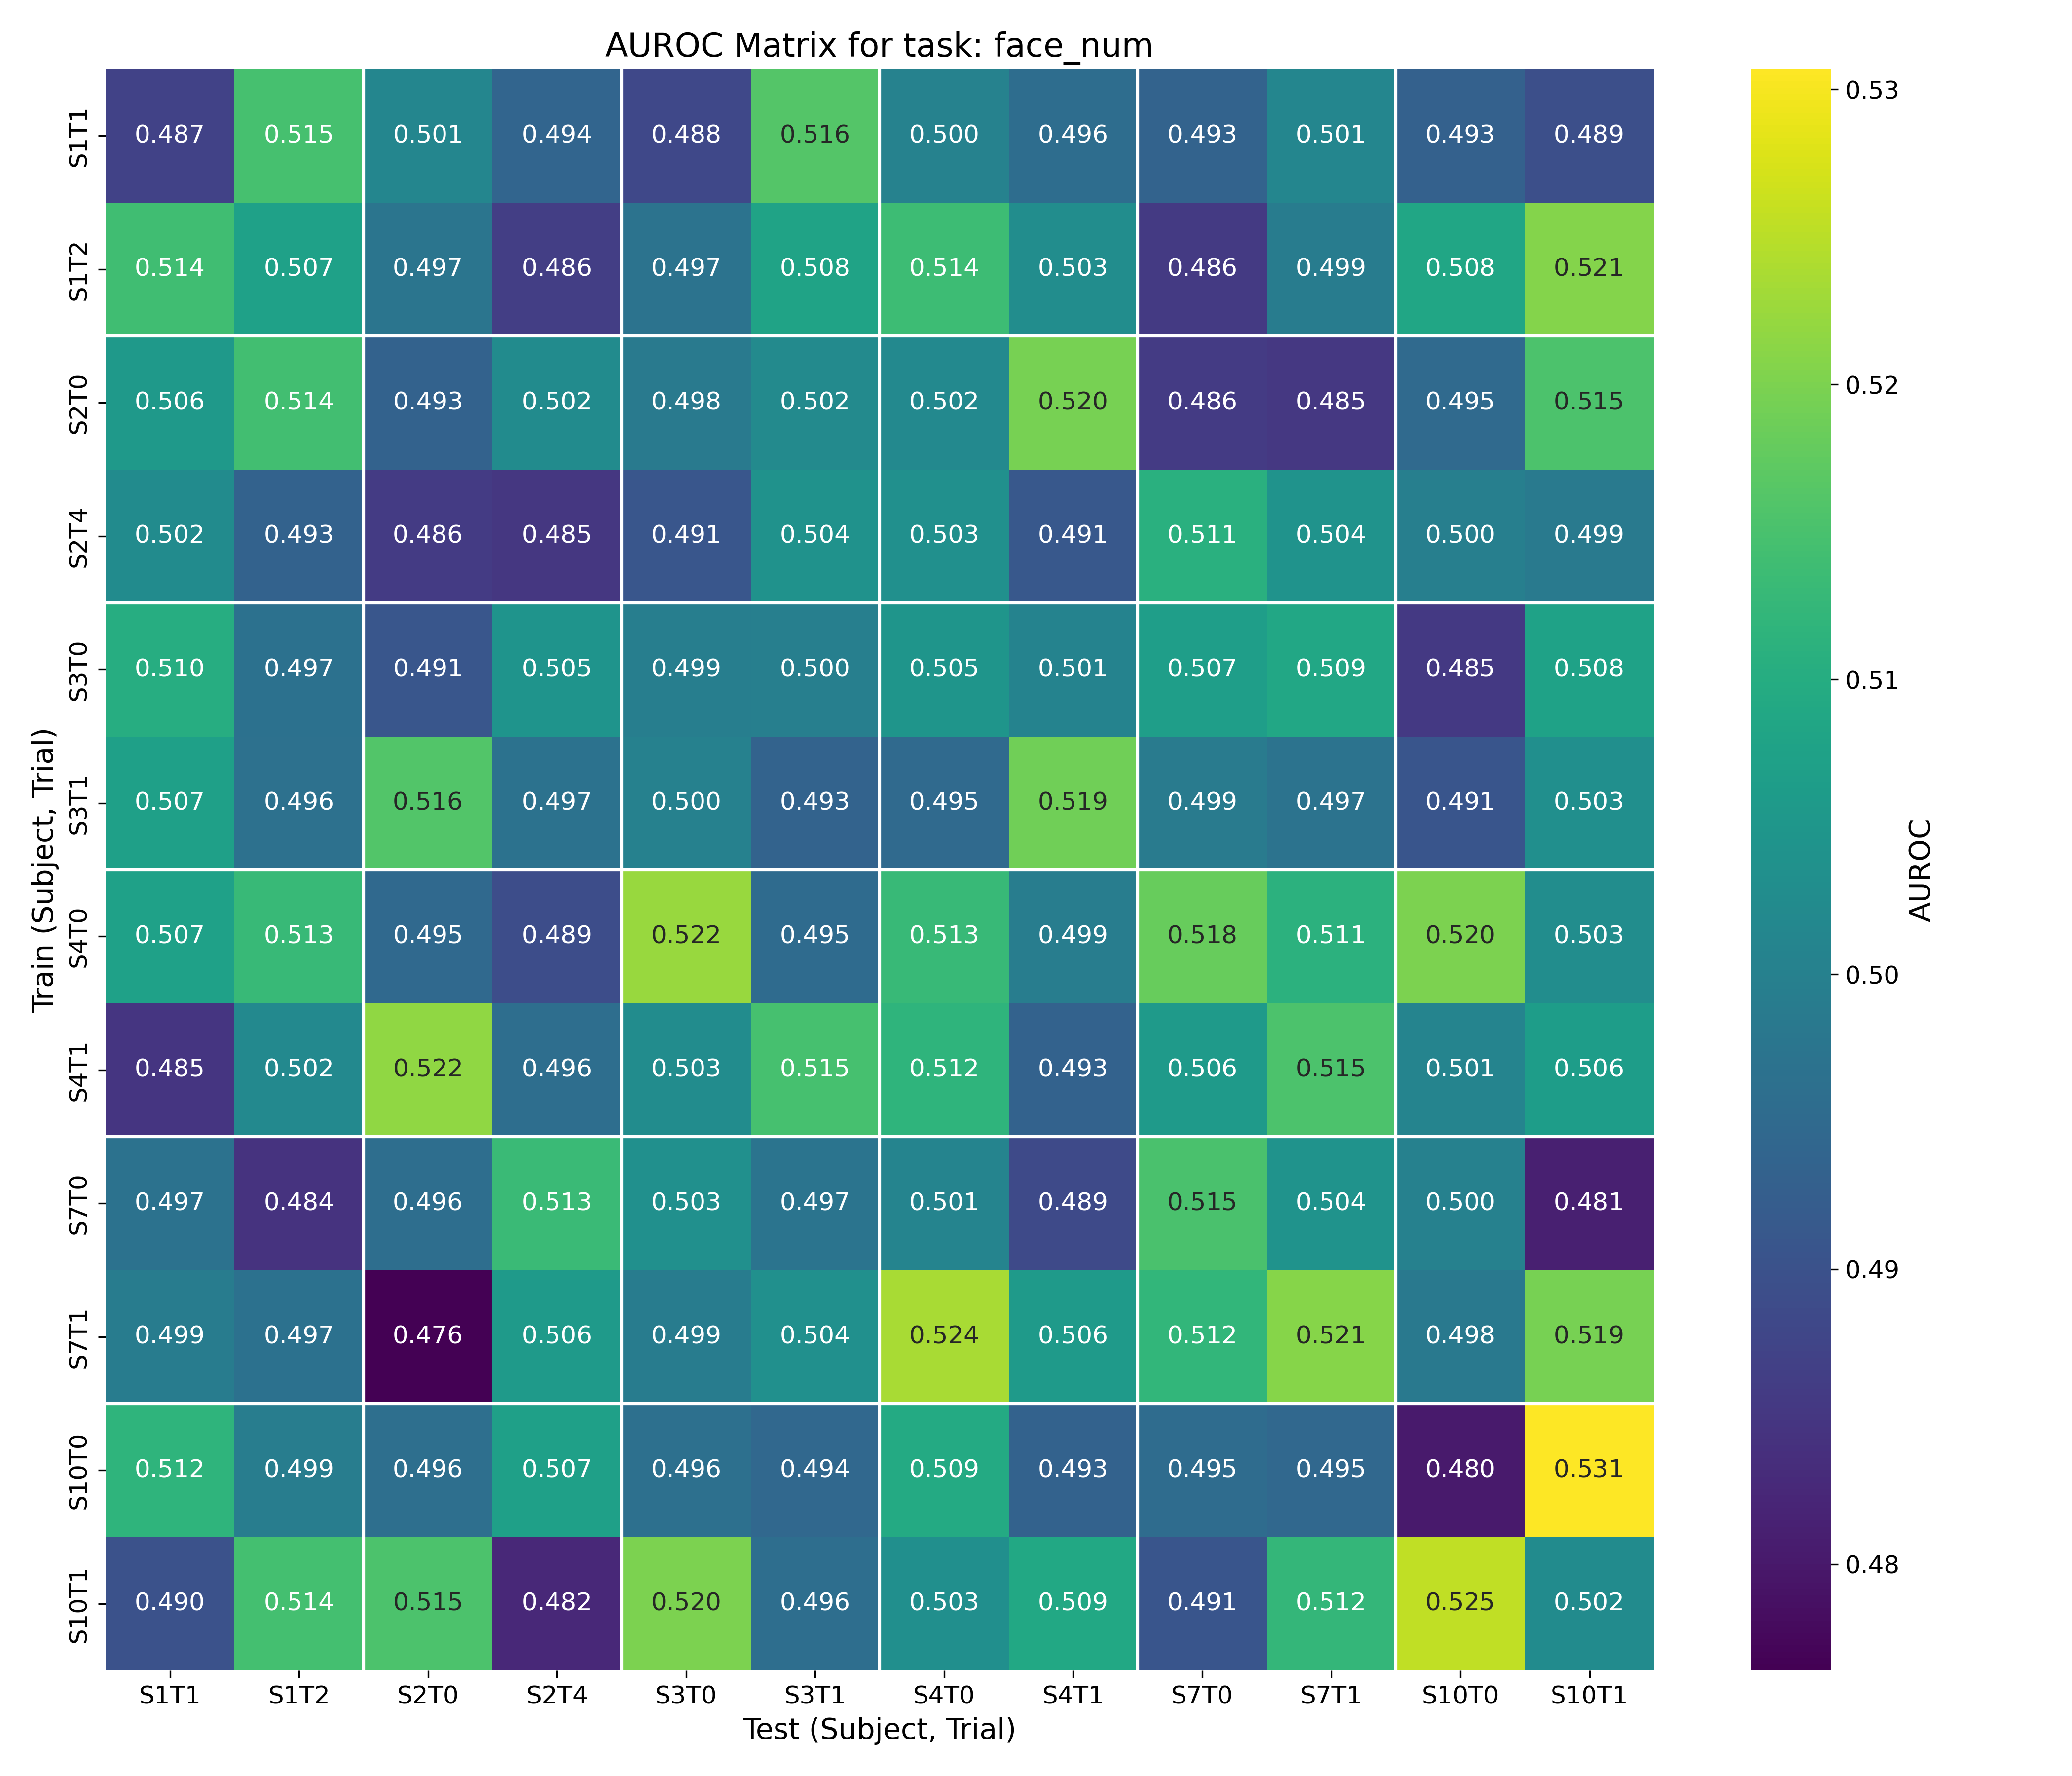 AUROC Matrix for task: face_num
S1T1 0.487 0.515 0.501 0.494 0.488 0.516 0.500 0.496 0.493 0.501 0.493 0.489
S1T2 0.514 0.507 0.497 0.486 0.497 0.508 0.514 0.503 0.486 0.499 0.508 0.521
S2T0 0.506 0.514 0.493 0.502 0.498 0.502 0.502 0.520 0.486 0.485 0.495 0.515
S2T4 0.502 0.493 0.486 0.485 0.491 0.504 0.503 0.491 0.511 0.504 0.500 0.499
S3T0 0.510 0.497 0.491 0.505 0.499 0.500 0.505 0.501 0.507 0.509 0.485 0.508
S3T1 0.507 0.496 0.516 0.497 0.500 0.493 0.495 0.519 0.499 0.497 0.491 0.503
S4T0 0.507 0.513 0.495 0.489 0.522 0.495 0.513 0.499 0.518 0.511 0.520 0.503
S4T1 0.485 0.502 0.522 0.496 0.503 0.515 0.512 0.493 0.506 0.515 0.501 0.506
S7T0 0.497 0.484 0.496 0.513 0.503 0.497 0.501 0.489 0.515 0.504 0.500 0.481
S7T1 0.499 0.497 0.476 0.506 0.499 0.504 0.524 0.506 0.512 0.521 0.498 0.519
S10T0 0.512 0.499 0.496 0.507 0.496 0.494 0.509 0.493 0.495 0.495 0.480 0.531
S10T1 0.490 0.514 0.515 0.482 0.520 0.496 0.503 0.509 0.491 0.512 0.525 0.502
S1T1 S1T2 S2T0 S2T4 S3T0 S3T1 S4T0 S4T1 S7T0 S7T1 S10T0 S10T1
Test (Subject, Trial)
Train (Subject, Trial)
0.53
0.52
0.51
0.50
0.49
0.48
AUROC